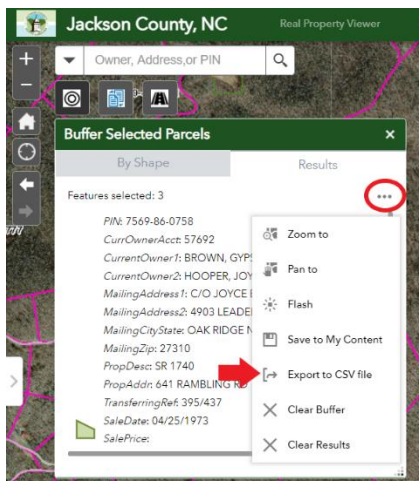 Jackson County, NC
Real Property Viewer
Owner, Address,or PIN
Buffer Selected Parcels
By Shape
Results
Features selected: 3
PIN: 7569-86-0758
CurrOwnerAcct: 57692
CurrentOwner1: BROWN, GYP
CurrentOwner2: HOOPER, JOY
MailingAddress1: C/O JOYCE
MailingAddress2: 4903 LEADE
MailingCityState: OAK RIDGE N
MailingZip: 27310
PropDesc: SR 1740
PropAddr: 641 RAMBLING RD
TransferringRef: 395/437
SaleDate: 04/25/1973
SalePrice:
Zoom to
Pan to
Flash
Save to My Content
Export to CSV file
Clear Buffer
Clear Results